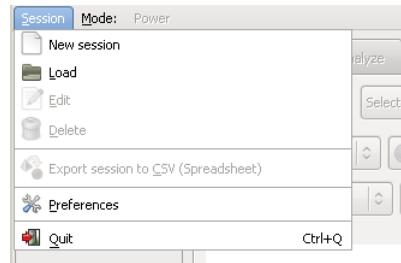 Session Mode: Power
New session
alyze
Load
Edit
Select
Delete
Export session to CSV (Spreadsheet)
Preferences
Quit Ctrl+Q